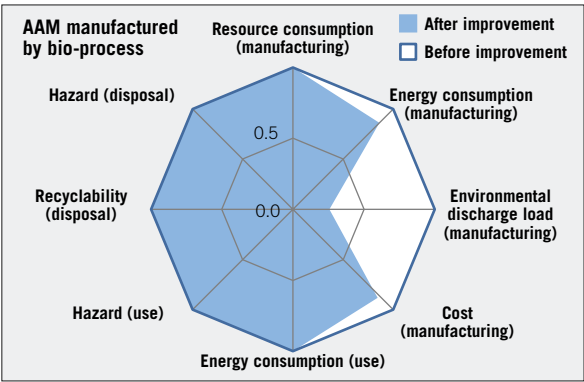 AAM manufactured
by bio-process
Resource consumption
(manufacturing)
After improvement
Before improvement
Hazard (disposal)
Energy consumption
(manufacturing)
0.5
Recyclability
(disposal)
0.0
Environmental
discharge load
(manufacturing)
Hazard (use)
Cost
(manufacturing)
Energy consumption (use)